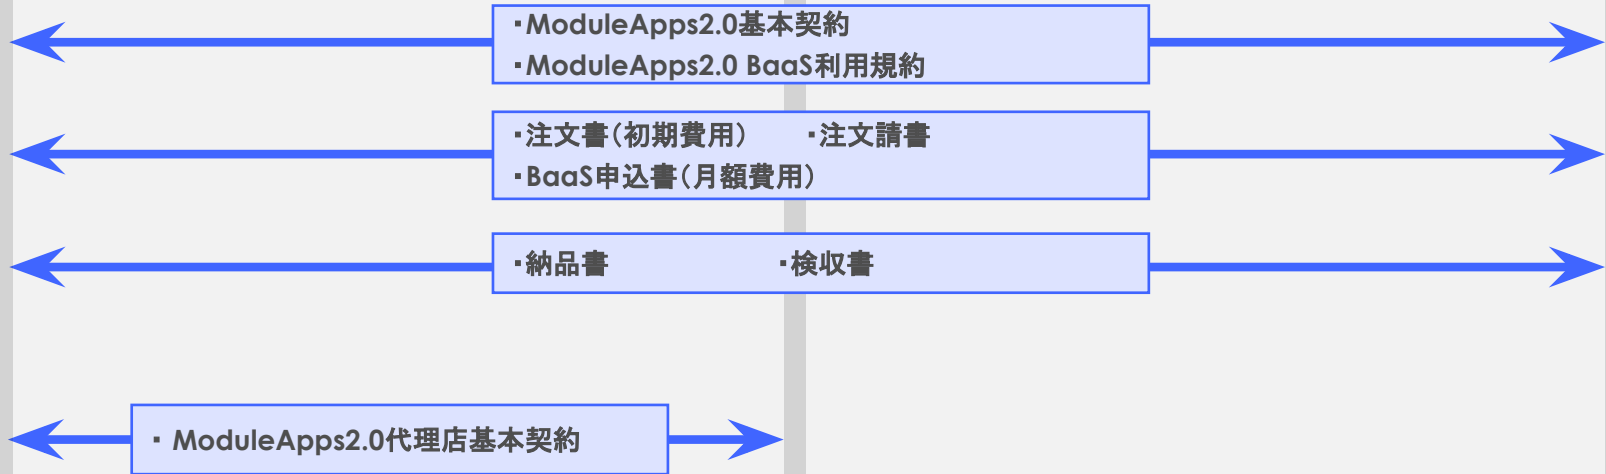 ・ModuleApps2.0基本契約
・ModuleApps2.0 BaaS利用規約
・注文書（初期費用）　　・注文請書
・BaaS申込書（月額費用）
・納品書　　　　　　・検収書
・ ModuleApps2.0代理店基本契約